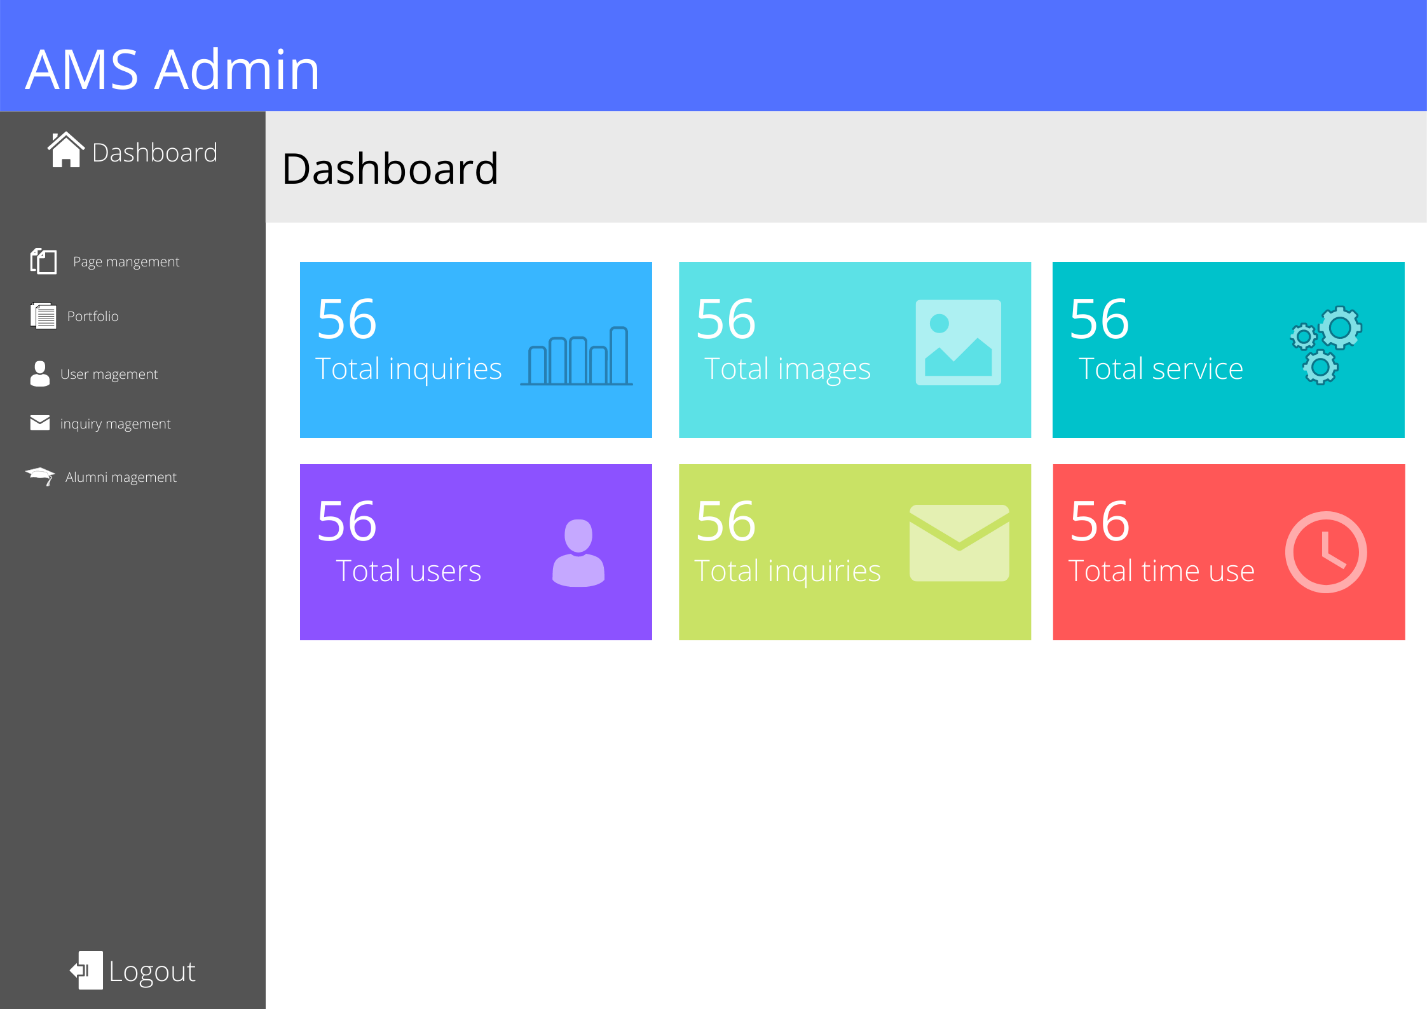 AMS Admin
Dashboard
Page mangement
Portfolio
User magement
inquiry magement
Alumni magement
Logout
Dashboard
56
Total inquiries
56
Total images
56
Total service
56
Total users
56
Total inquiries
56
Total time use